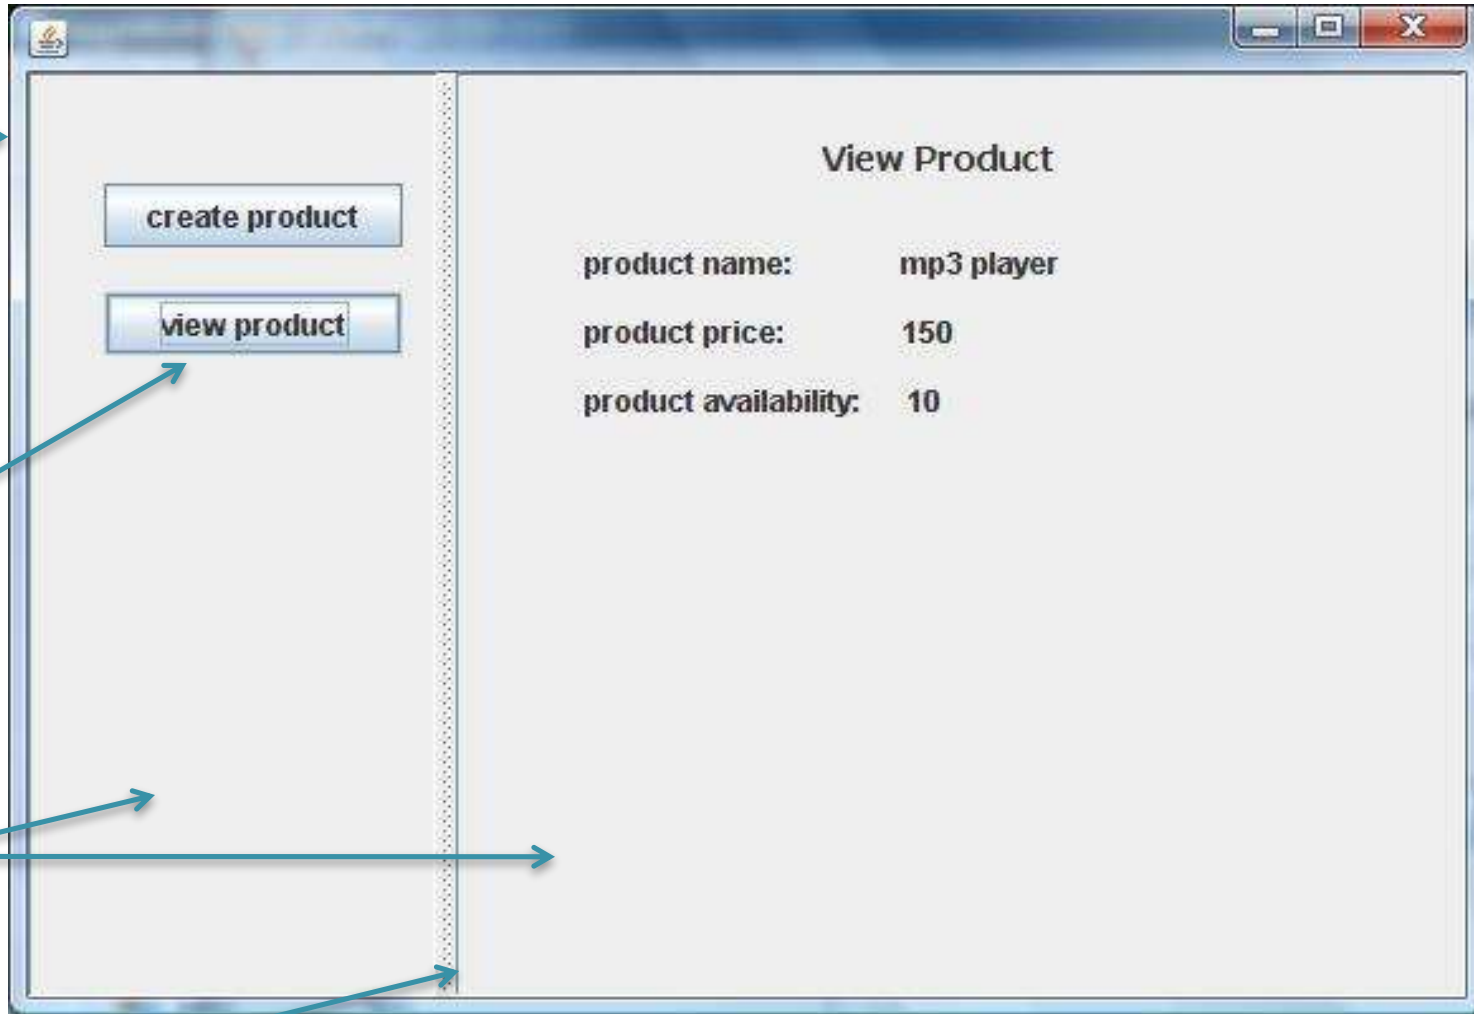 create product
view product
View Product
product name: mp3 player
product price: 150
product availability: 10